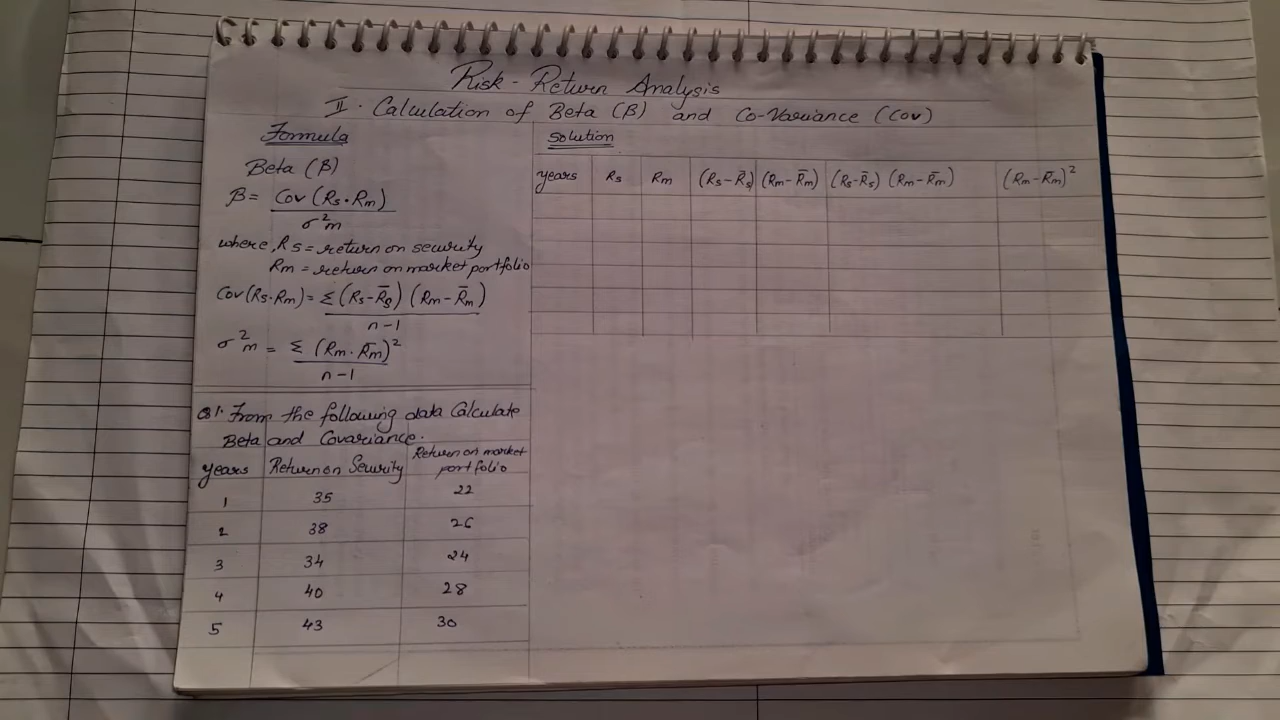 Risk-Return Analysis
II. Calculation of Beta (β) and Co-Variance (Cov)
Formula
Beta (β)
β = Cov (Rs·Rm)
σ²m
where, Rs = return on security
Rm = return on market portfolio
Cov (Rs·Rm) = Σ (Rs - R̄s) (Rm - R̄m)
n-1
σ²m = Σ (Rm · R̄m)²
n-1
Q1. From the following data Calculate
Beta and Covariance.
years Return on Security Return on market portfolio
1 35 22
2 38 26
3 34 24
4 40 28
5 43 30
Solution
years Rs Rm (Rs - R̄s) (Rm - R̄m) (Rs - R̄s) (Rm - R̄m) (Rm - R̄m)²